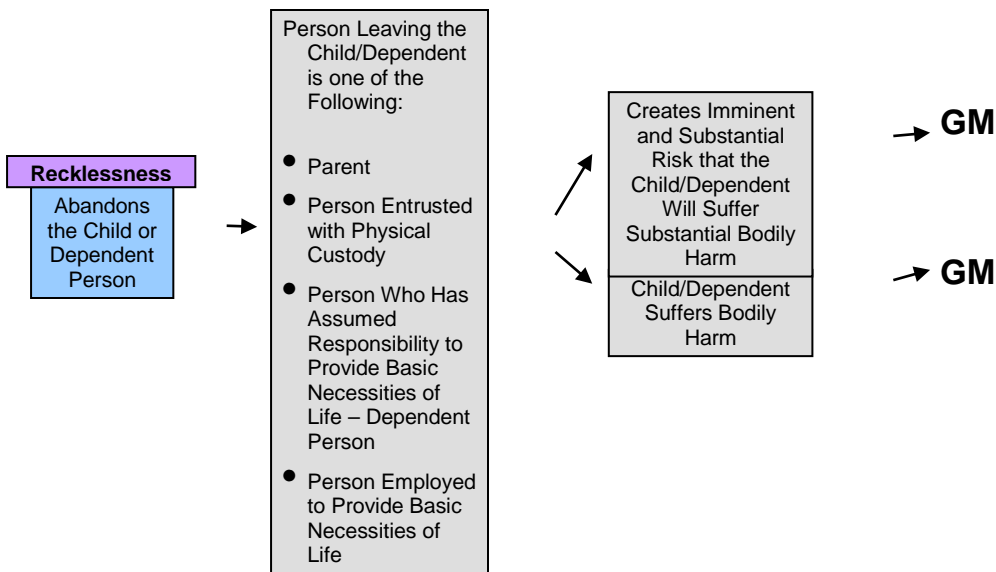 Recklessness
Abandons
the Child or
Dependent
Person
Person Leaving the
Child/Dependent
is one of the
Following:
● Parent
● Person Entrusted
with Physical
Custody
● Person Who Has
Assumed
Responsibility to
Provide Basic
Necessities of
Life – Dependent
Person
● Person Employed
to Provide Basic
Necessities of
Life
Creates Imminent
and Substantial
Risk that the
Child/Dependent
Will Suffer
Substantial Bodily
Harm
GM
Child/Dependent
Suffers Bodily
Harm
GM